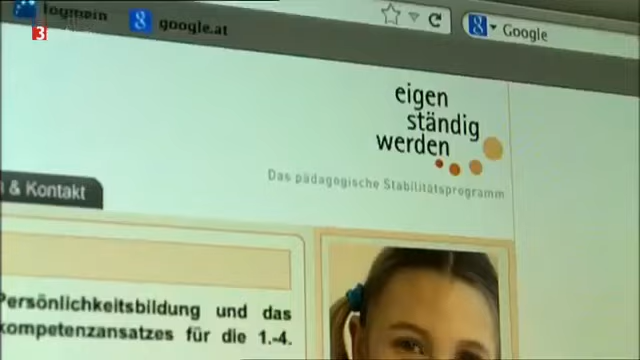 logmein
google.at
Google
3
eigen
ständig
werden
Das pädagogische Stabilitätsprogramm
& Kontakt
Persönlichkeitsbildung und das
kompetenzansatzes für die 1.-4.